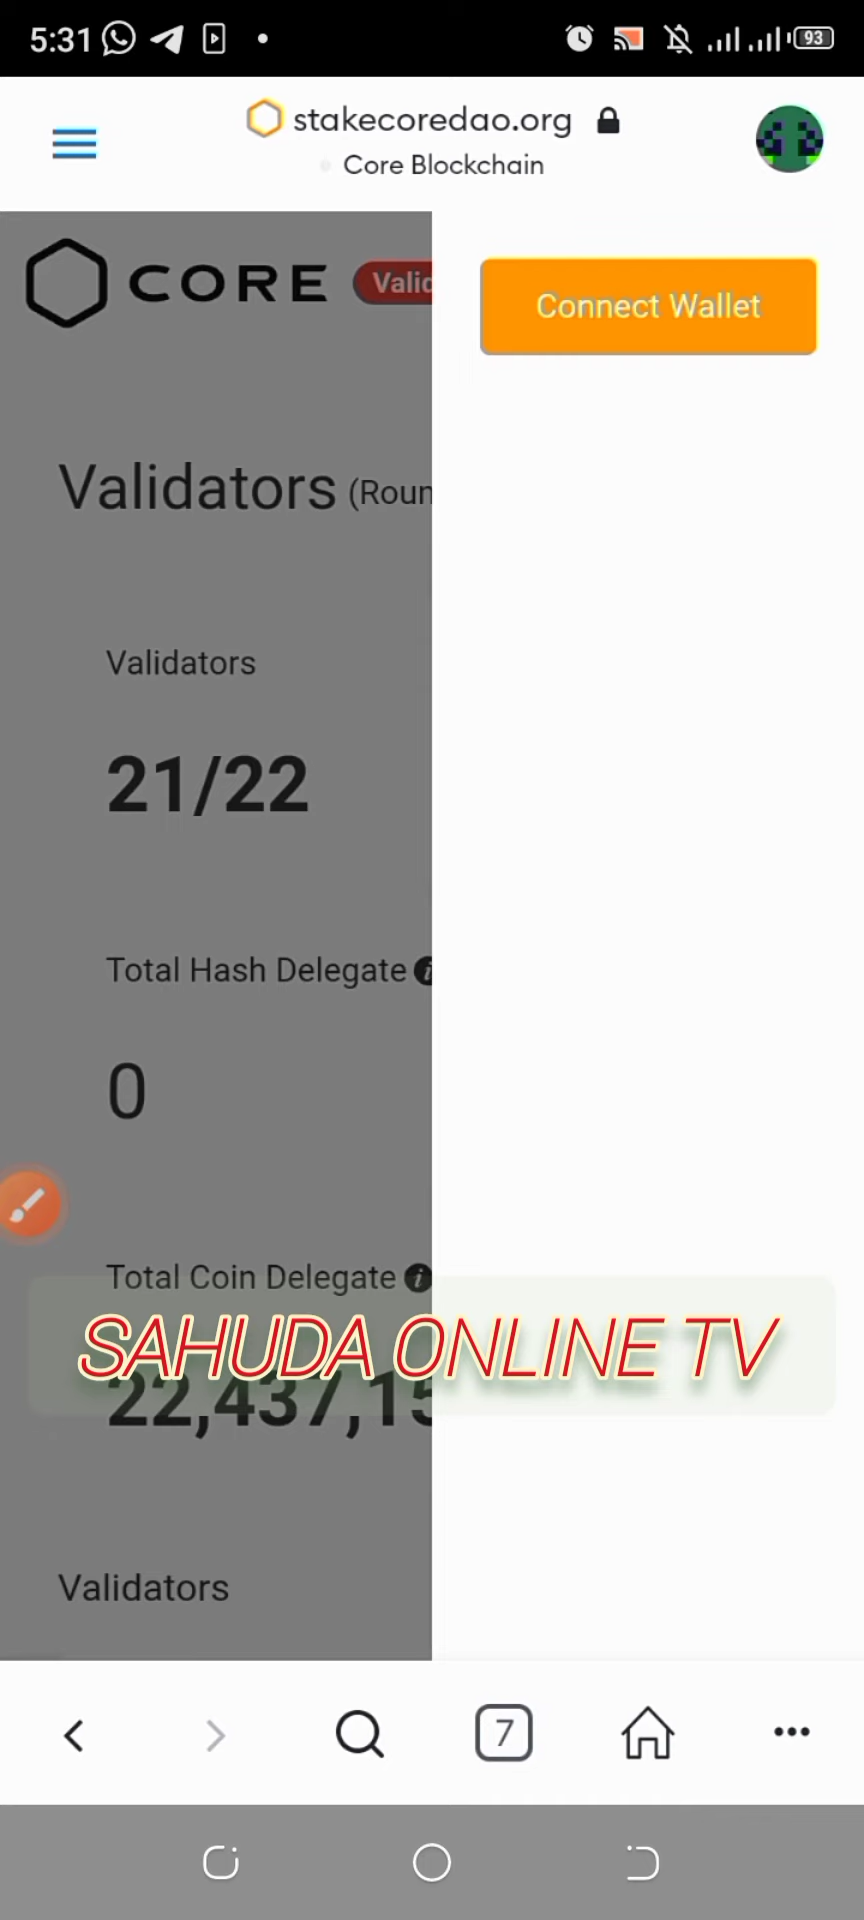 5:31
93
stakecoredao.org
Core Blockchain
CORE
Valid
Connect Wallet
Validators (Roun
Validators
21/22
Total Hash Delegate i
0
Total Coin Delegate i
SAHUDA ONLINE TV
22,437,15
Validators
7